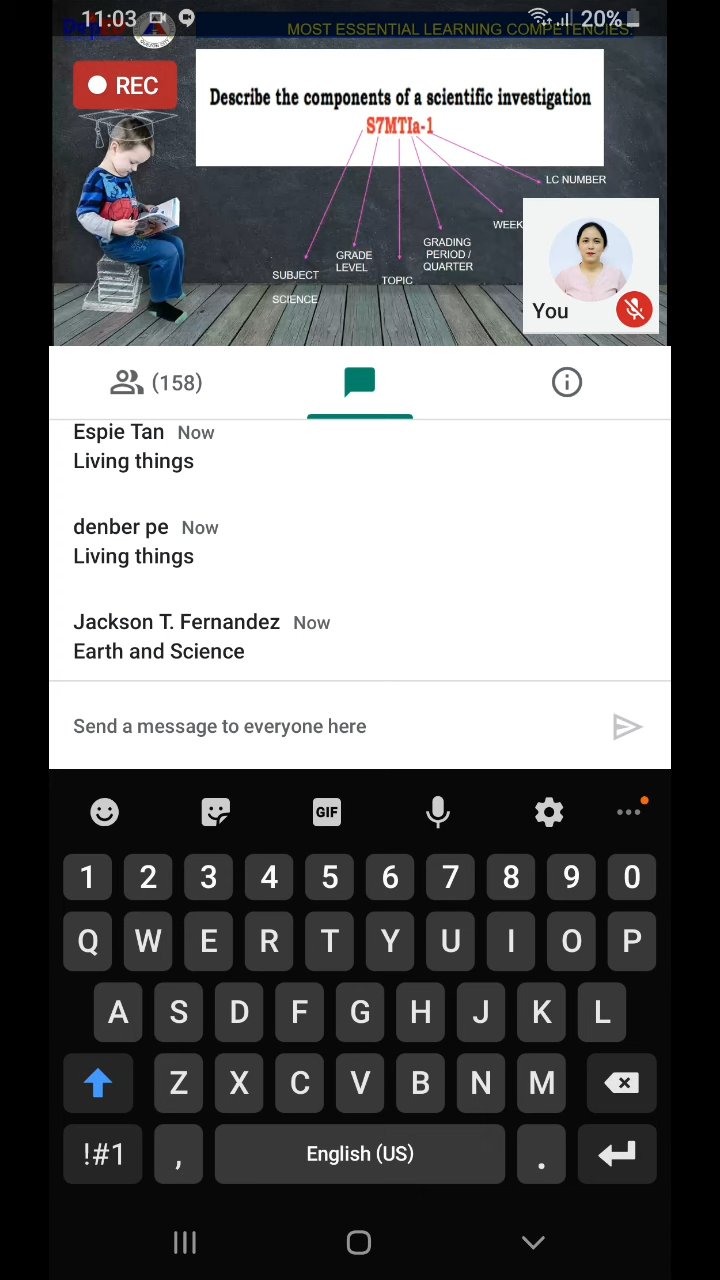 11:03
20%
DepED
MOST ESSENTIAL LEARNING COMPETENCIES:
REC
Describe the components of a scientific investigation
S7MTIa-1
LC NUMBER
WEEK
GRADING
PERIOD /
QUARTER
GRADE
LEVEL
TOPIC
SUBJECT
SCIENCE
You
(158)
Espie Tan Now
Living things
denber pe Now
Living things
Jackson T. Fernandez Now
Earth and Science
Send a message to everyone here
GIF
1 2 3 4 5 6 7 8 9 0
Q W E R T Y U I O P
A S D F G H J K L
Z X C V B N M
!#1 , English (US) .